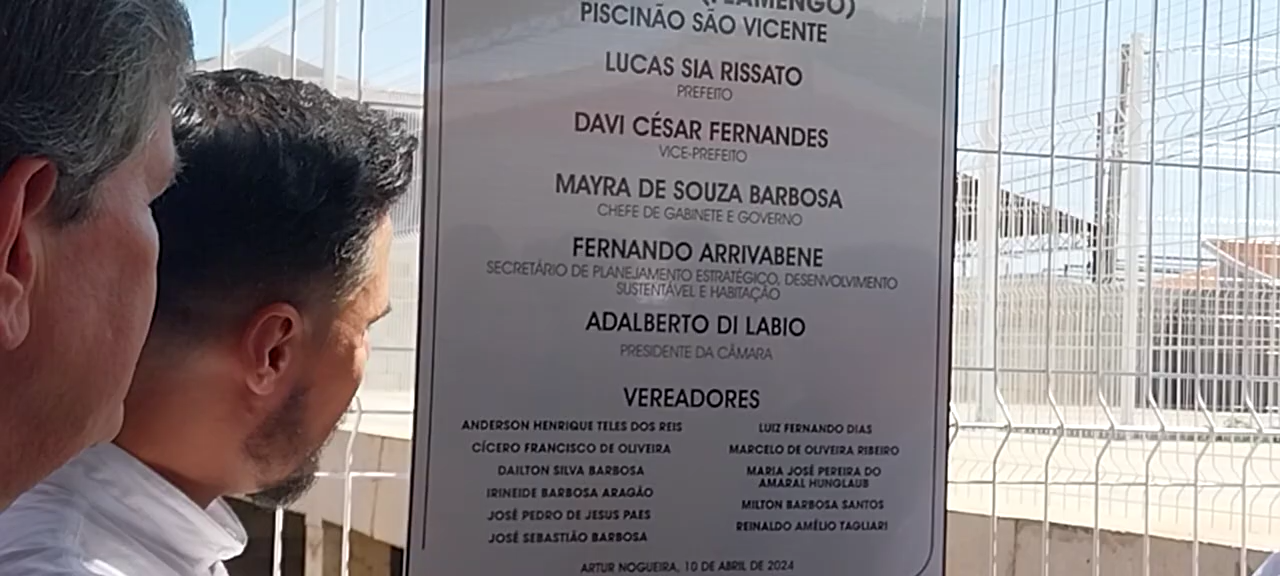 (FLAMENGO)
PISCINÃO SÃO VICENTE
LUCAS SIA RISSATO
PREFEITO
DAVI CÉSAR FERNANDES
VICE-PREFEITO
MAYRA DE SOUZA BARBOSA
CHEFE DE GABINETE E GOVERNO
FERNANDO ARRIVABENE
SECRETÁRIO DE PLANEJAMENTO ESTRATÉGICO, DESENVOLVIMENTO
SUSTENTÁVEL E HABITAÇÃO
ADALBERTO DI LABIO
PRESIDENTE DA CÂMARA
VEREADORES
ANDERSON HENRIQUE TELES DOS REIS
CÍCERO FRANCISCO DE OLIVEIRA
DAILTON SILVA BARBOSA
IRINEIDE BARBOSA ARAGÃO
JOSÉ PEDRO DE JESUS PAES
JOSÉ SEBASTIÃO BARBOSA
LUIZ FERNANDO DIAS
MARCELO DE OLIVEIRA RIBEIRO
MARIA JOSÉ PEREIRA DO
AMARAL HUNGLAUB
MILTON BARBOSA SANTOS
REINALDO AMÉLIO TAGLIARI
ARTUR NOGUEIRA, 10 DE ABRIL DE 2024